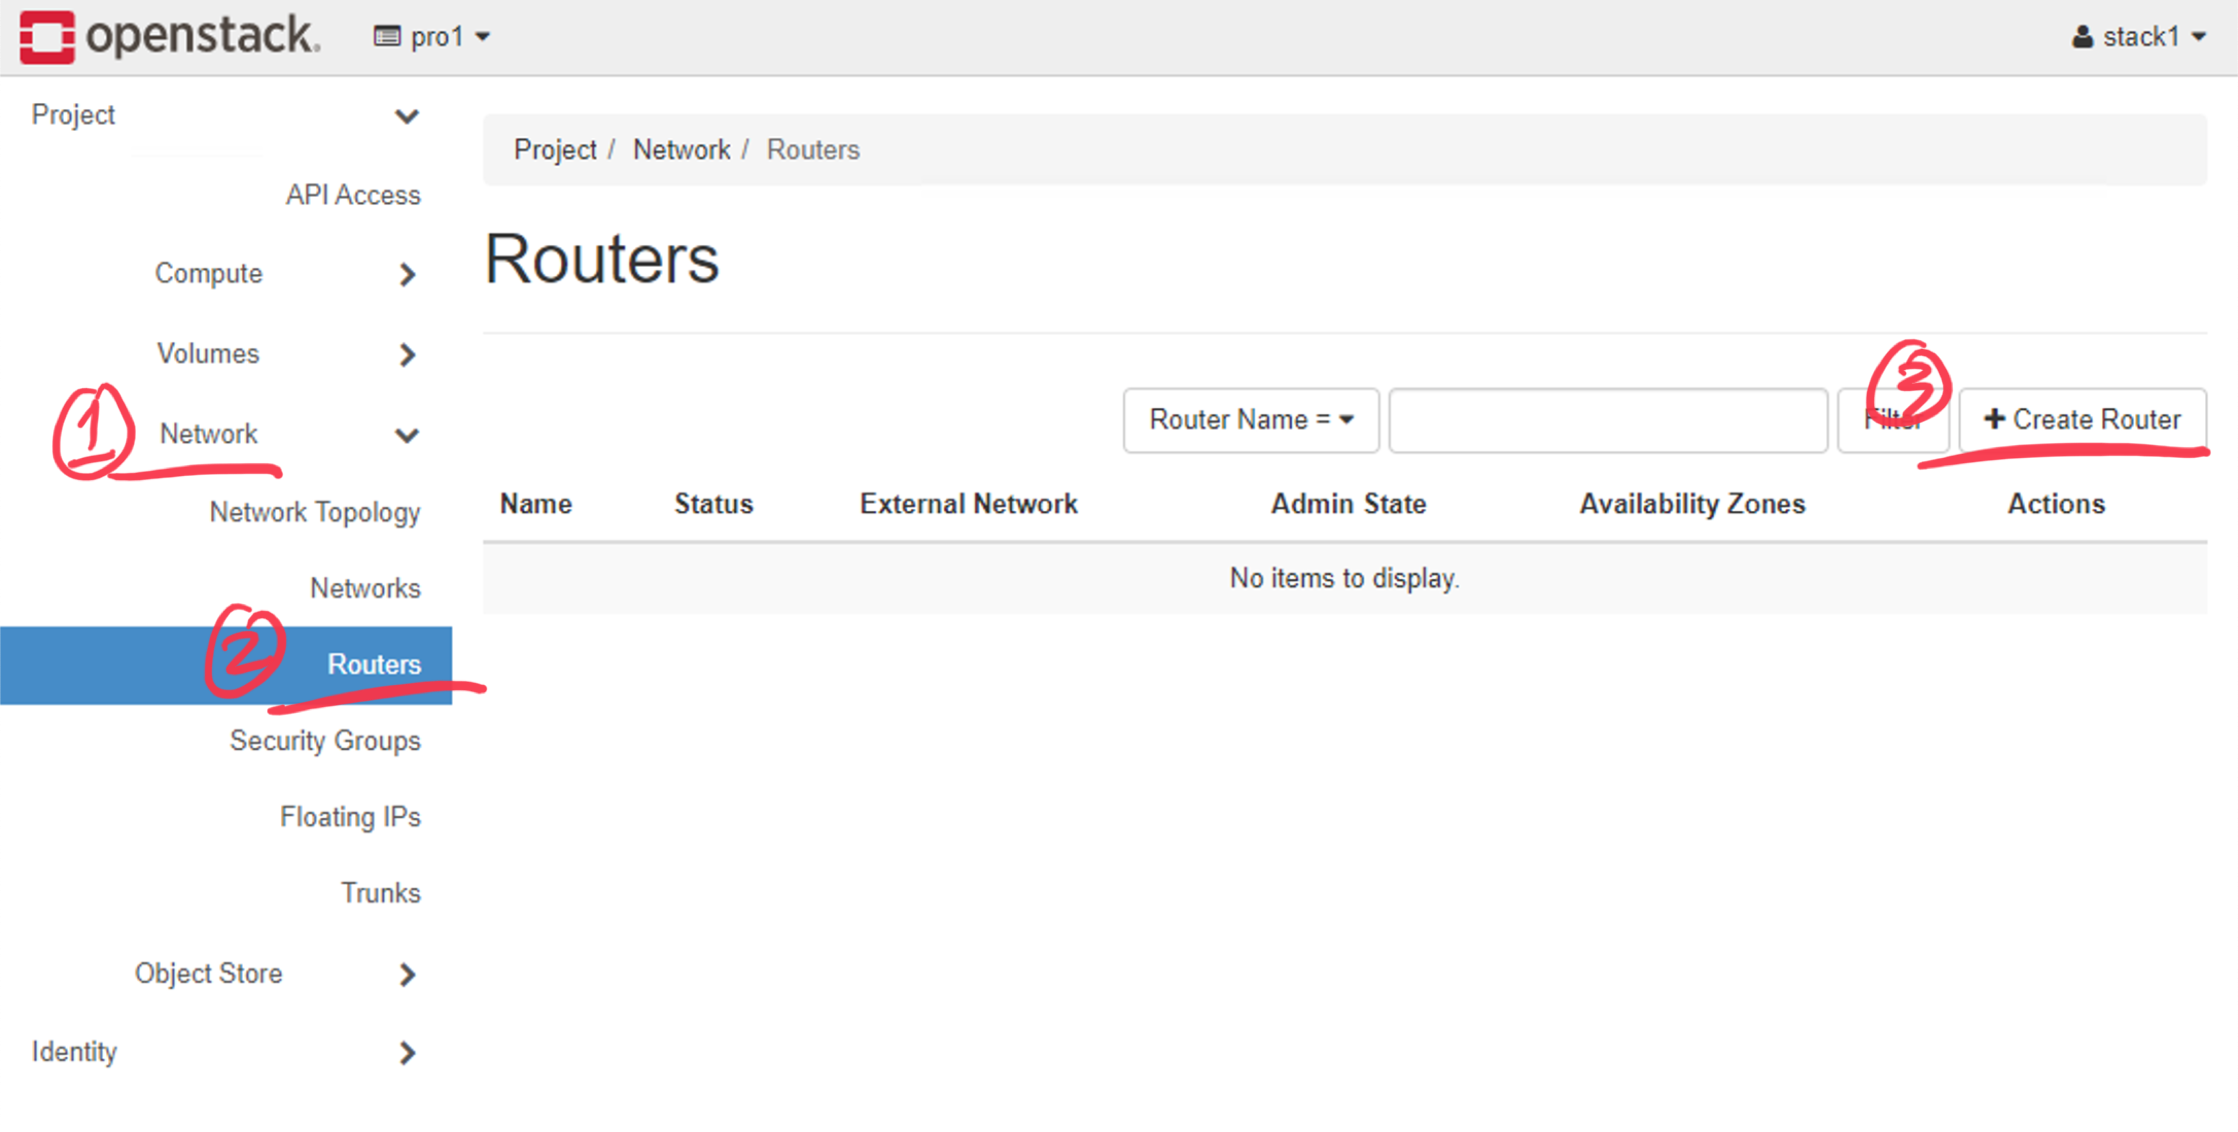 openstack. pro1 stack1
Project
API Access
Compute
Volumes
1 Network
Network Topology
Networks
2 Routers
Security Groups
Floating IPs
Trunks
Object Store
Identity
Project / Network / Routers
Routers
Router Name = Filter 3 + Create Router
Name Status External Network Admin State Availability Zones Actions
No items to display.